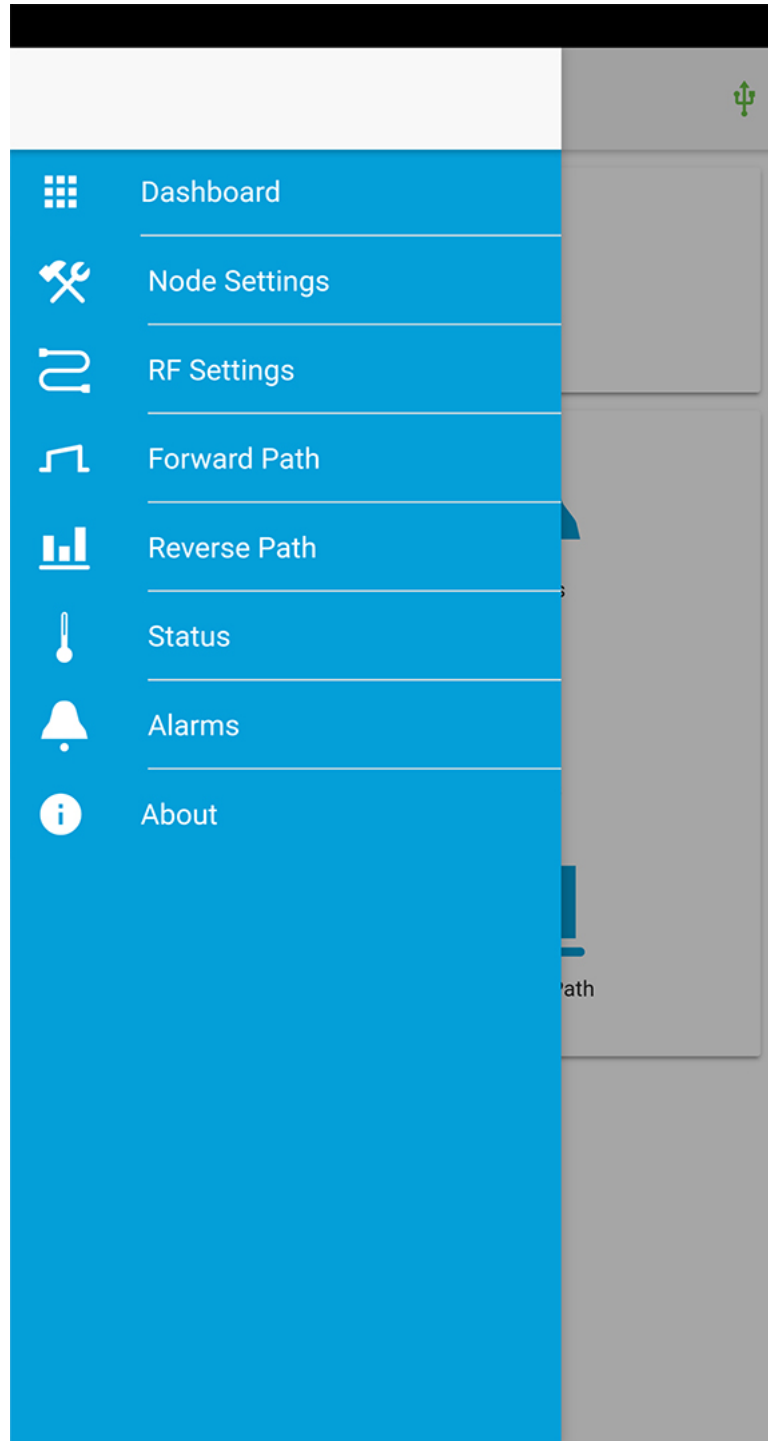 Dashboard
Node Settings
RF Settings
Forward Path
Reverse Path
Status
Alarms
About